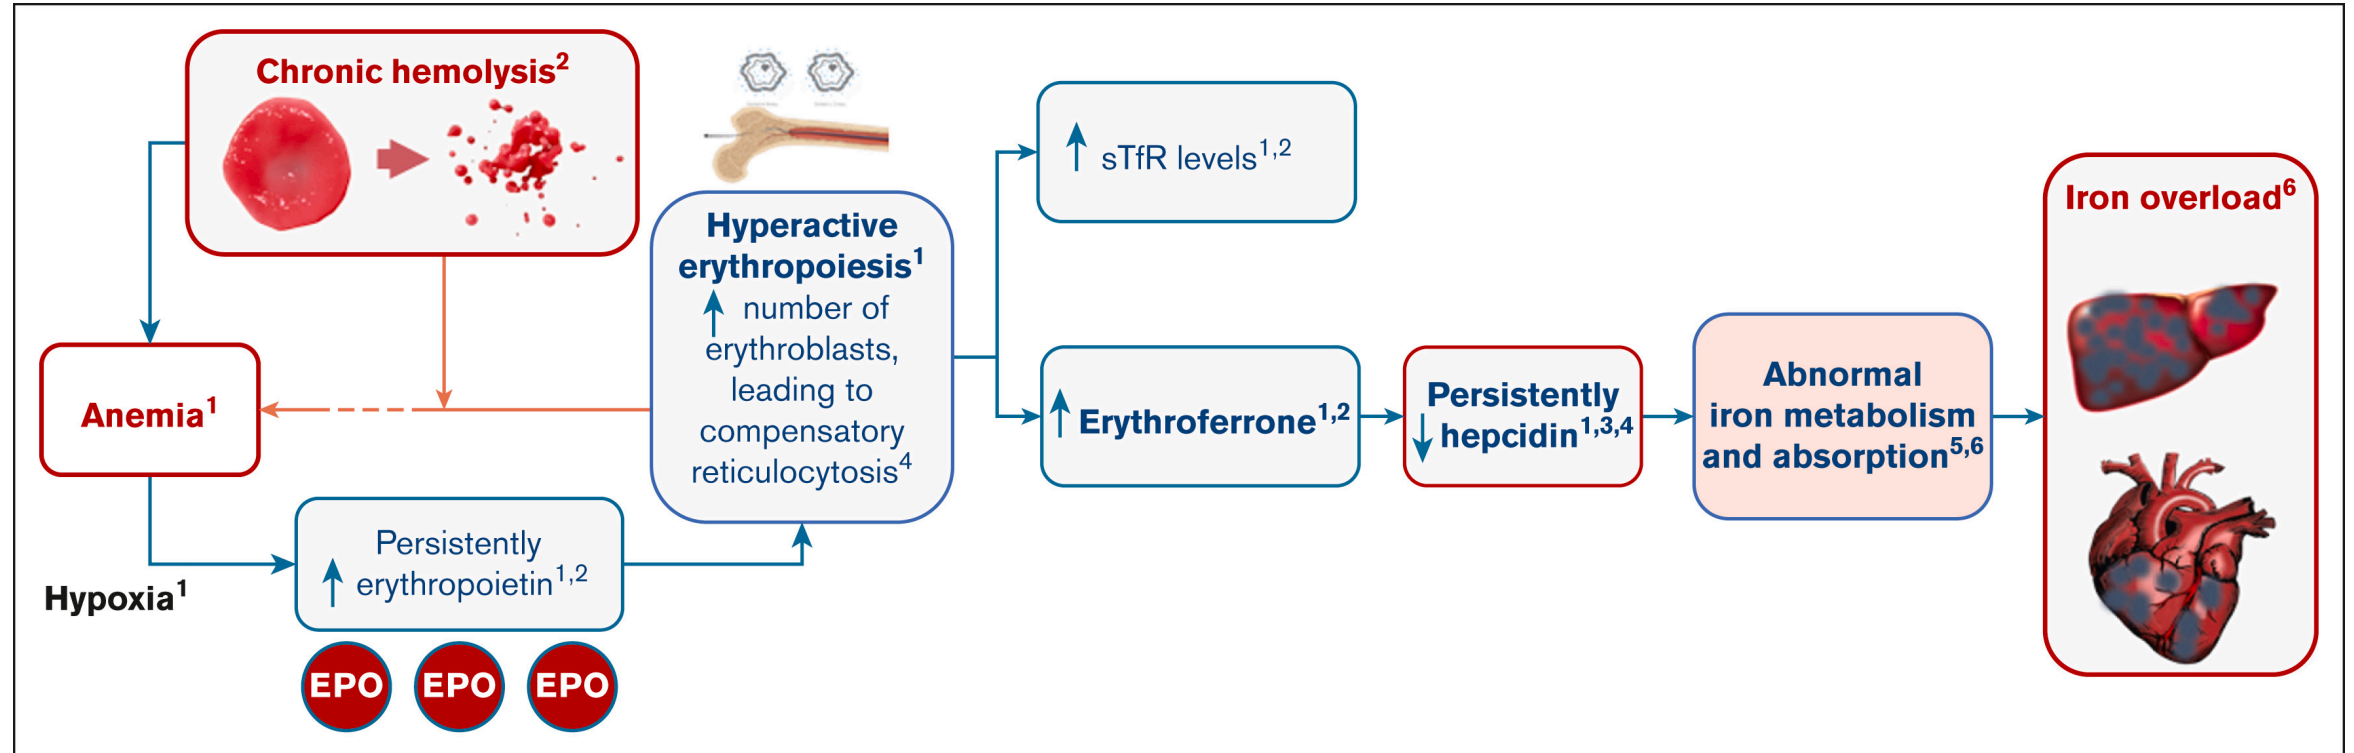 Chronic hemolysis2
Anemia1
Hypoxia1
Persistently
↑ erythropoietin1,2
EPO EPO EPO
Hyperactive
erythropoiesis1
↑ number of
erythroblasts,
leading to
compensatory
reticulocytosis4
↑ sTfR levels1,2
↑ Erythroferrone1,2
Persistently
↓ hepcidin1,3,4
Abnormal
iron metabolism
and absorption5,6
Iron overload6